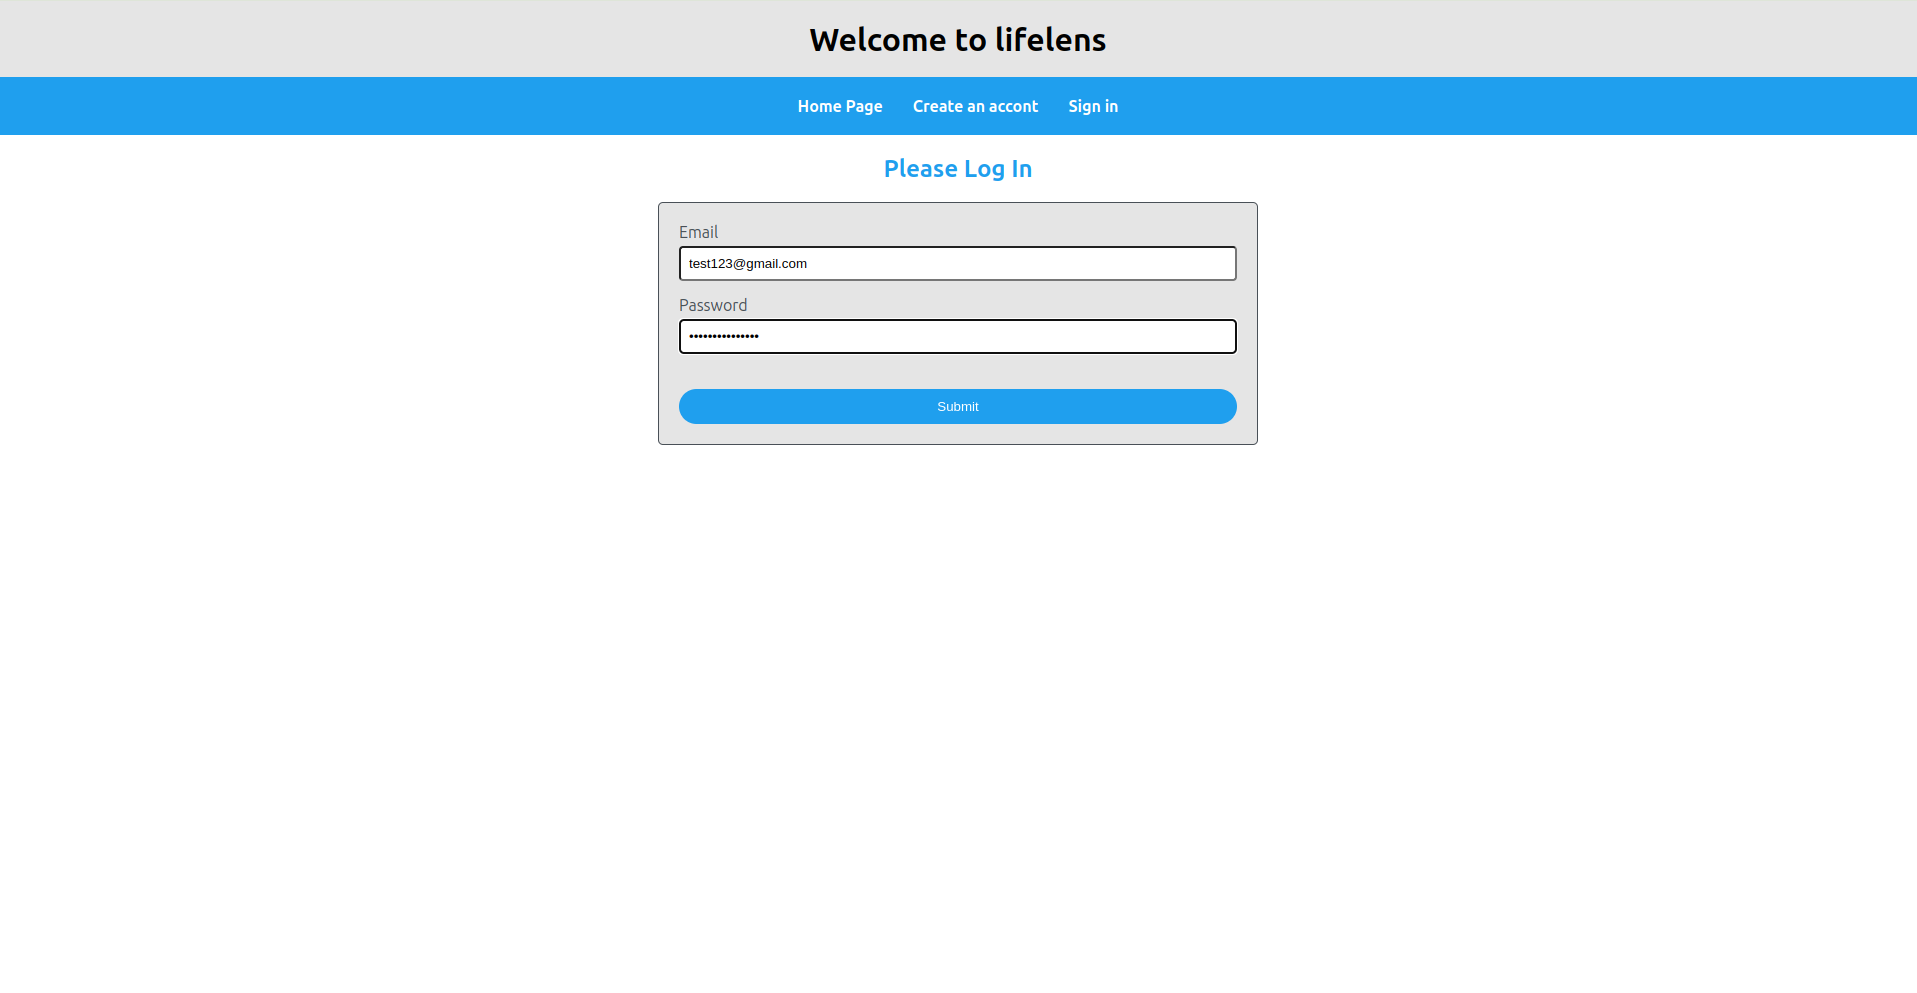 Welcome to lifelens
Home Page Create an accont Sign in
Please Log In
Email
test123@gmail.com
Password
•••••••••••••••
Submit